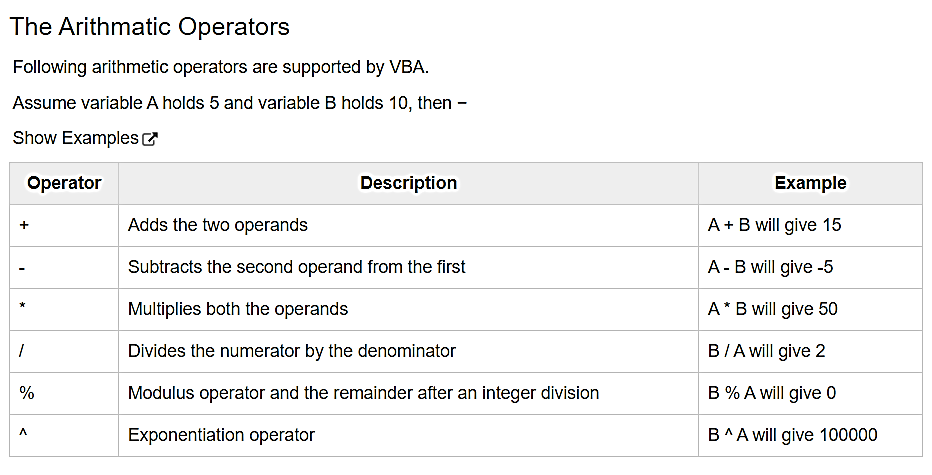 The Arithmatic Operators
Following arithmetic operators are supported by VBA.
Assume variable A holds 5 and variable B holds 10, then −
Show Examples
Operator Description Example
+ Adds the two operands A + B will give 15
- Subtracts the second operand from the first A - B will give -5
* Multiplies both the operands A * B will give 50
/ Divides the numerator by the denominator B / A will give 2
% Modulus operator and the remainder after an integer division B % A will give 0
^ Exponentiation operator B ^ A will give 100000